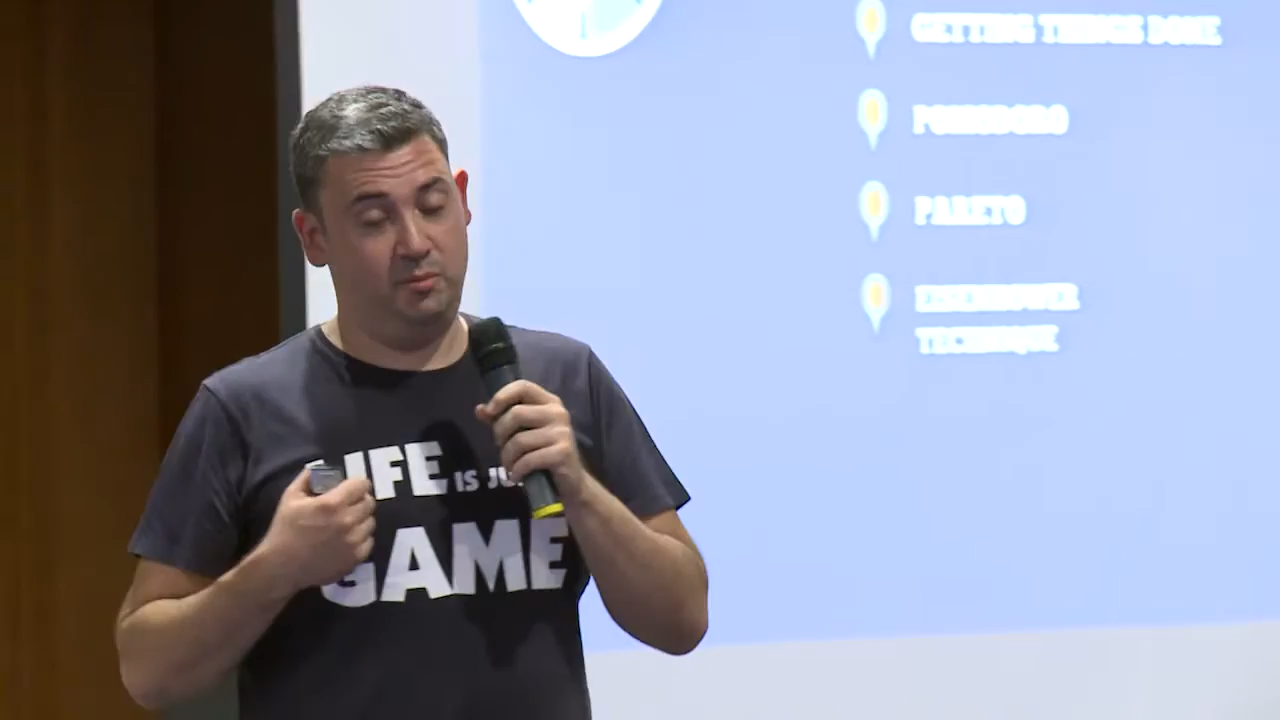 GETTING THINGS DONE
POMODORO
PARETO
EISENHOWER
TECHNIQUE
LIFE IS JU
GAME